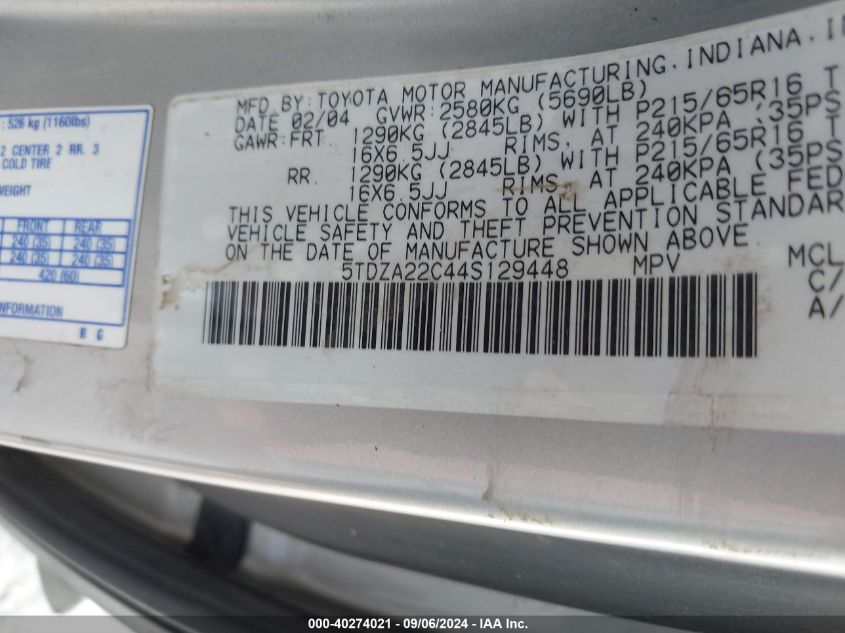 : 526 kg (1160lbs)
2 CENTER 2 RR. 3
COLD TIRE
WEIGHT
FRONT REAR
240 (35) 240 (35)
240 (35) 240 (35)
420 (60)
INFORMATION
R G
MFD BY: TOYOTA MOTOR MANUFACTURING. INDIANA. IN
DATE 02/04 GVWR: 2580KG (5690LB)
GAWR: FRT 1290KG (2845LB) WITH P215/65R16 T
16X6.5JJ RIMS, AT 240KPA (35PS
RR. 1290KG (2845LB) WITH P215/65R16 T
16X6.5JJ RIMS, AT 240KPA (35PS
THIS VEHICLE CONFORMS TO ALL APPLICABLE FED
VEHICLE SAFETY AND THEFT PREVENTION STANDAR
ON THE DATE OF MANUFACTURE SHOWN ABOVE.
5TDZA22C44S129448 MPV MCL
C/
A/
000-40274021 - 09/06/2024 - IAA Inc.